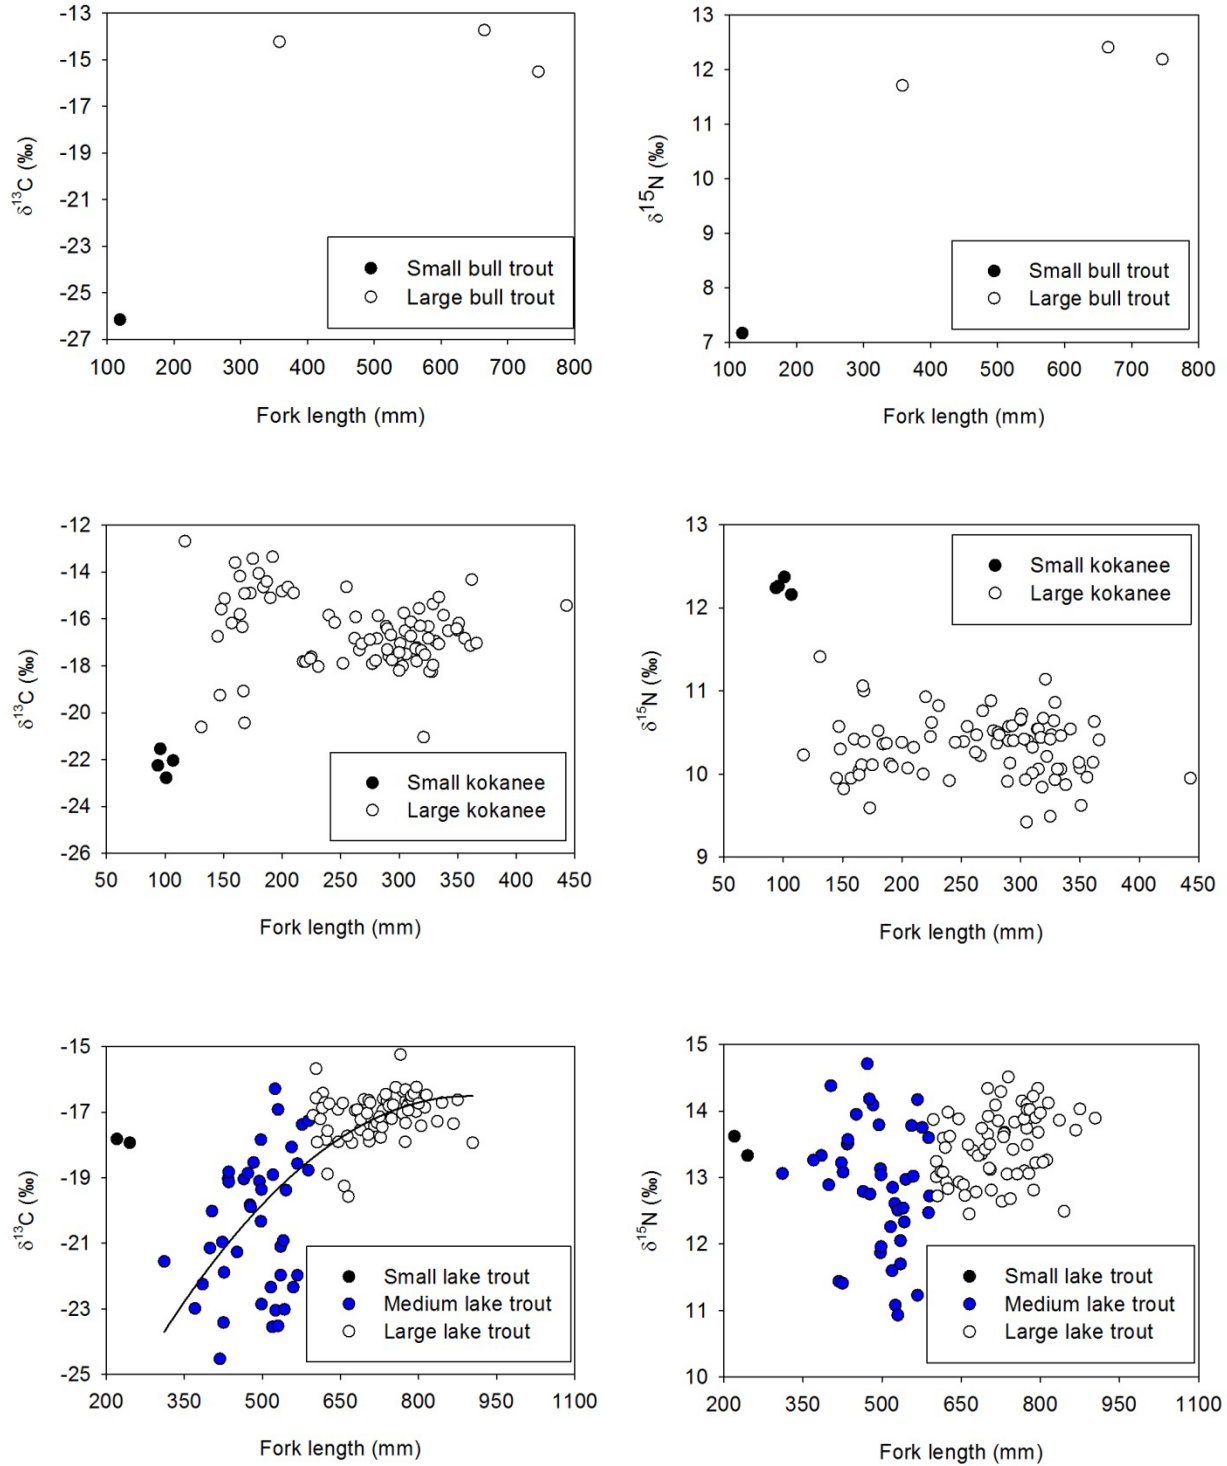 -13
-15
-17
-19
-21
-23
-25
-27
δ13C (‰)
Small bull trout
Large bull trout
100 200 300 400 500 600 700 800
Fork length (mm)
13
12
11
10
9
8
7
δ15N (‰)
Small bull trout
Large bull trout
100 200 300 400 500 600 700 800
Fork length (mm)
-12
-14
-16
-18
-20
-22
-24
-26
δ13C (‰)
Small kokanee
Large kokanee
50 100 150 200 250 300 350 400 450
Fork length (mm)
13
12
11
10
9
δ15N (‰)
Small kokanee
Large kokanee
50 100 150 200 250 300 350 400 450
Fork length (mm)
-15
-17
-19
-21
-23
-25
δ13C (‰)
Small lake trout
Medium lake trout
Large lake trout
200 350 500 650 800 950 1100
Fork length (mm)
15
14
13
12
11
10
δ15N (‰)
Small lake trout
Medium lake trout
Large lake trout
200 350 500 650 800 950 1100
Fork length (mm)